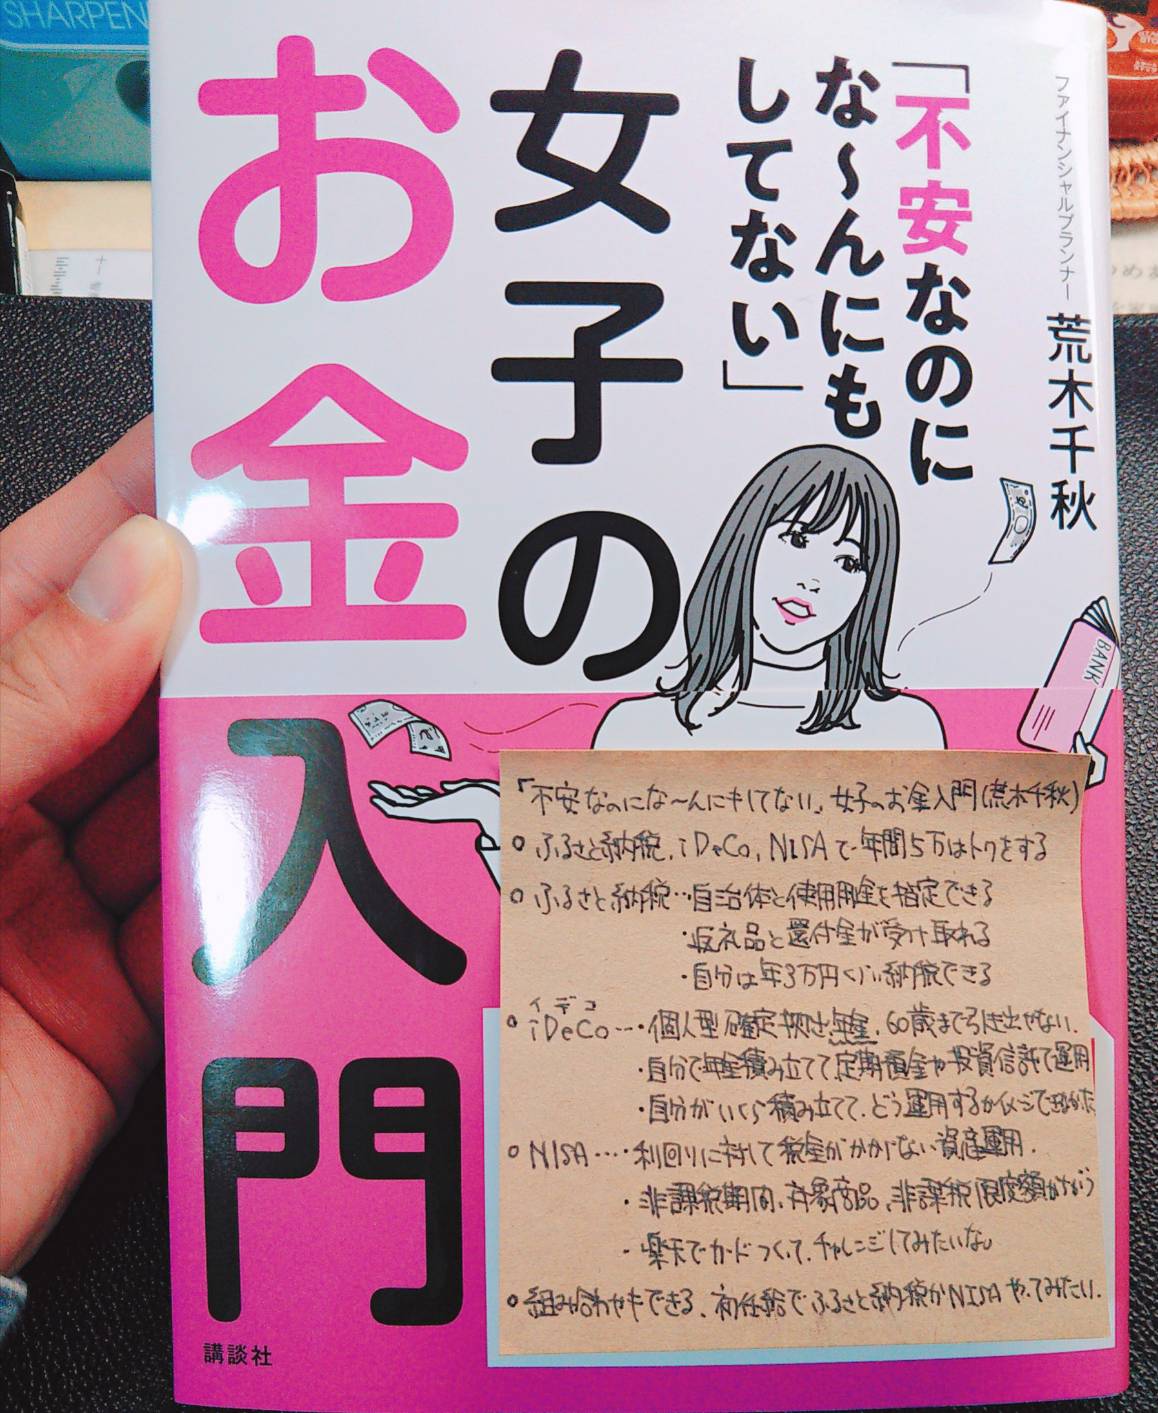 SHARPEN
ファイナンシャルプランナー 荒木千秋
「不安なのに
な〜んにも
してない」
女子の
お金入門
BANK
講談社
「不安なのにな〜んにもしてない」女子のお金入門(荒木千秋)
○ ふるさと納税、iDeCo、NISAで年間5万はトクをする
○ ふるさと納税…・自治体と使用用途を指定できる
・返礼品と還付金が受け取れる
・自分は年3万円くらい納税できる
イデコ
○ iDeCo…・個人型確定拠出年金、60歳まで引き出せない。
・自分で年金積み立てて定期預金や投資信託で運用
・自分がいくら積み立てて、どう運用するかイメージできなかった
○ NISA…・利回りに対して税金がかからない資産運用。
・非課税期間、対象商品、非課税限度額がちがう
・楽天でカードつくって、チャレンジしてみたいな。
○ 組み合わせもできる、初任給でふるさと納税かNISAやってみたい。